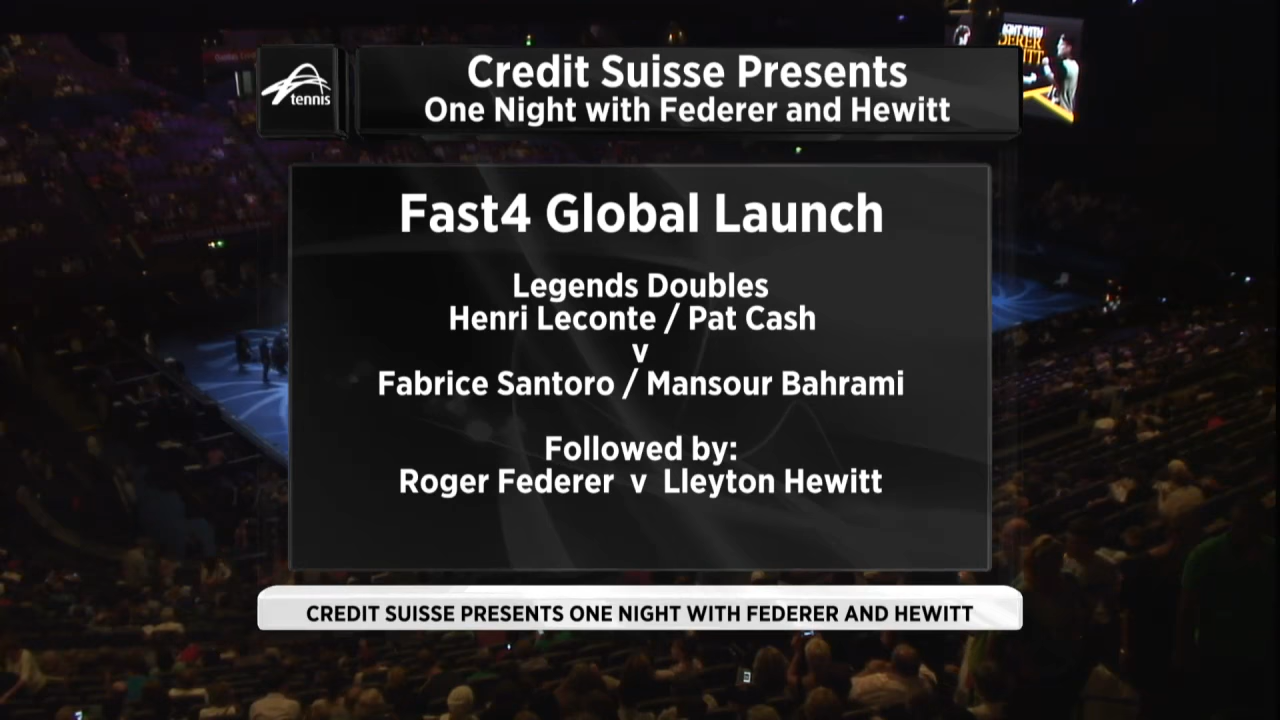 tennis
Credit Suisse Presents
One Night with Federer and Hewitt
Fast4 Global Launch
Legends Doubles
Henri Leconte / Pat Cash
v
Fabrice Santoro / Mansour Bahrami
Followed by:
Roger Federer v Lleyton Hewitt
CREDIT SUISSE PRESENTS ONE NIGHT WITH FEDERER AND HEWITT